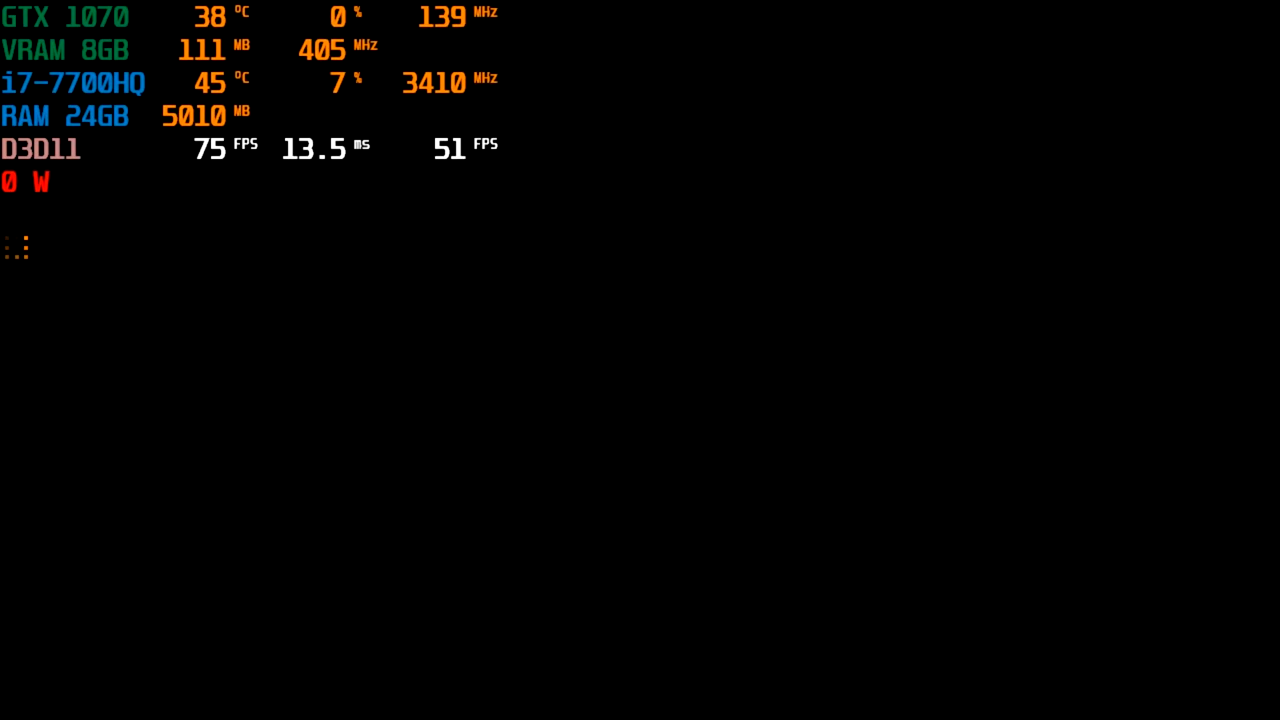 GTX 1070 38 °C 0 % 139 MHz
VRAM 8GB 111 MB 405 MHz
i7-7700HQ 45 °C 7 % 3410 MHz
RAM 24GB 5010 MB
D3D11 75 FPS 13.5 ms 51 FPS
0 W